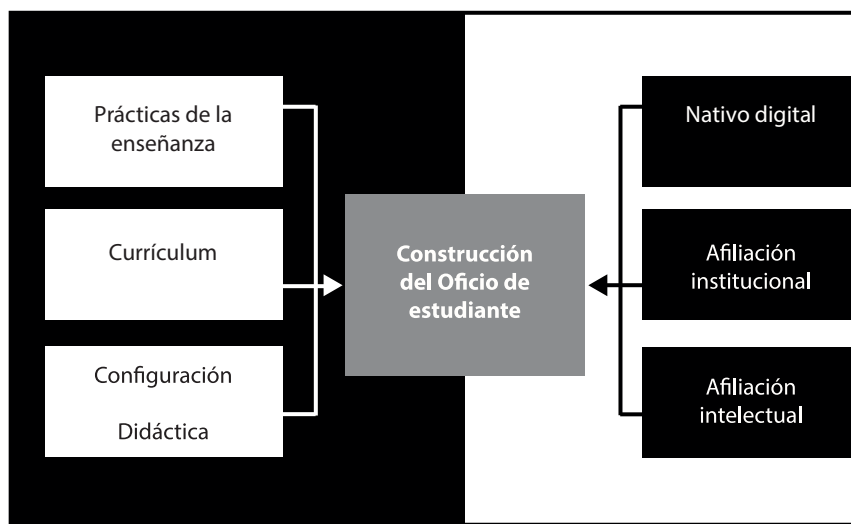 Prácticas de la
enseñanza
Currículum
Configuración
Didáctica
Construcción
del Oficio de
estudiante
Nativo digital
Afiliación
institucional
Afiliación
intelectual